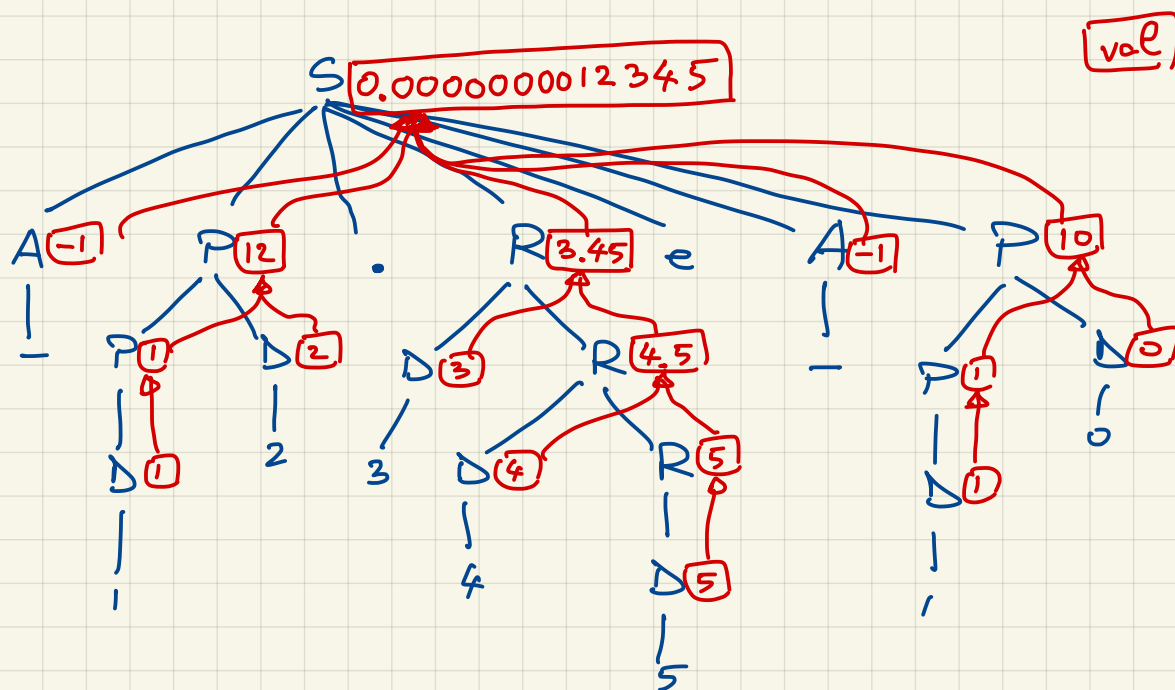 val
S 0.0000000012345
A -1 P 12 . R 3.45 e A -1 P 10
– P 1 D 2 D 3 R 4.5 – P 1 D 0
D 1 2 3 D 4 R 5 D 1 0
1 4 D 5 1
5